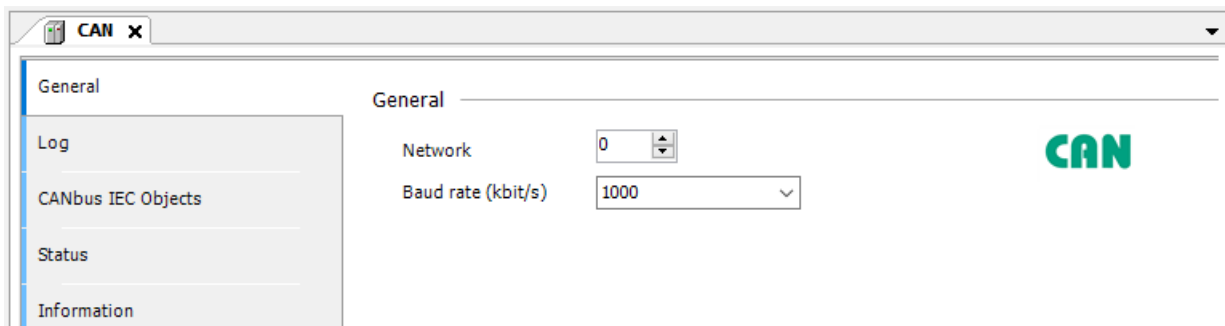 CAN
General
Log
CANbus IEC Objects
Status
Information
General
Network 0
Baud rate (kbit/s) 1000
CAN